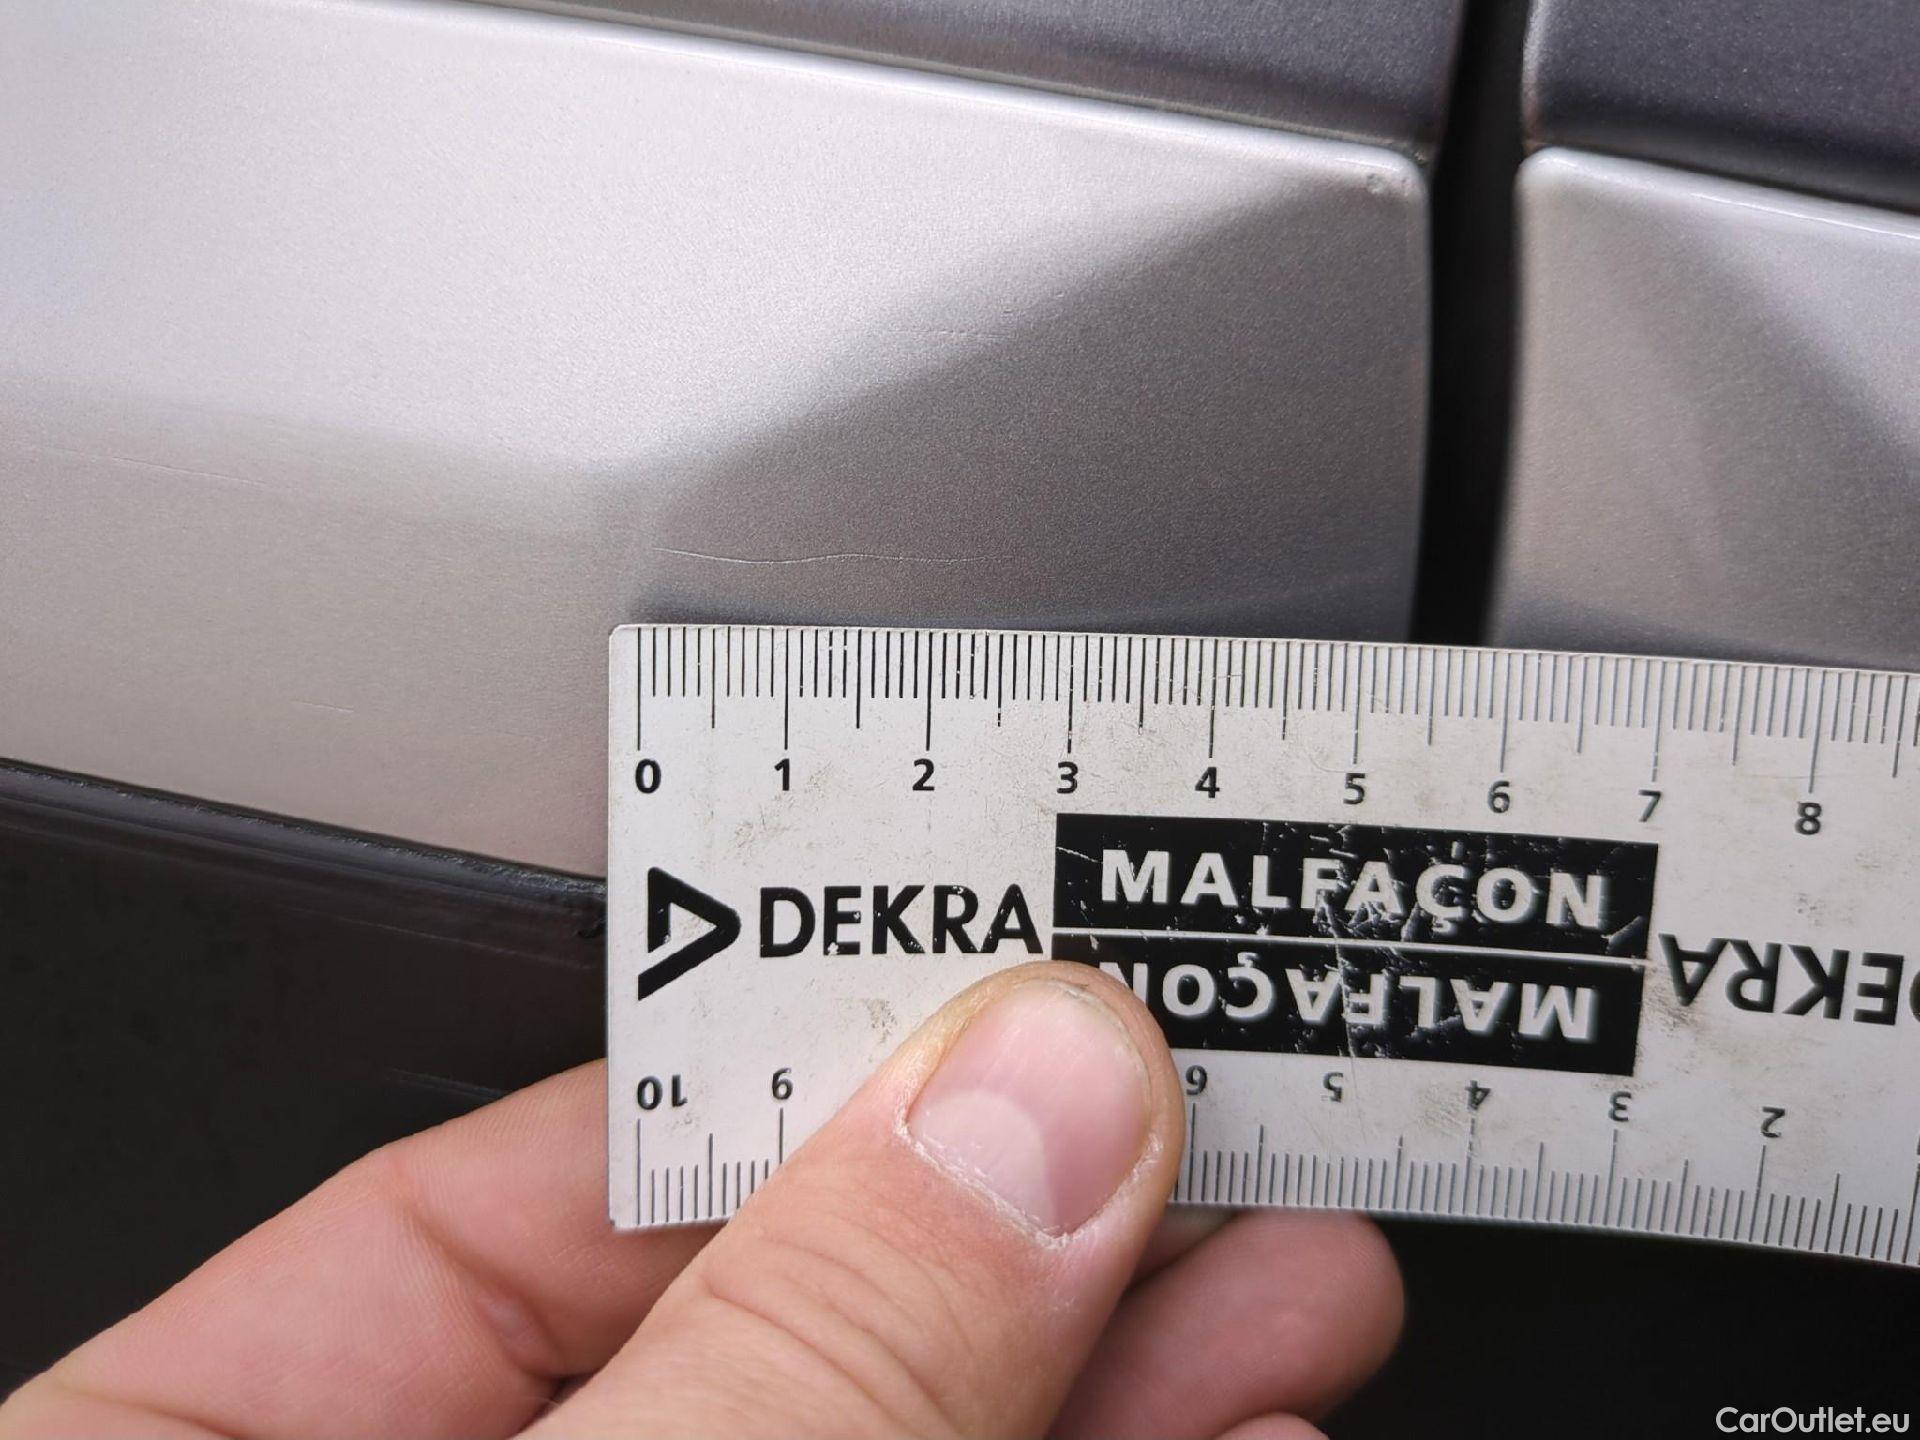 0 1 2 3 4 5 6 7 8
DEKRA MALFAÇON
MALFAÇON DEKRA
10 9 6 5 4 3 2
CarOutlet.eu